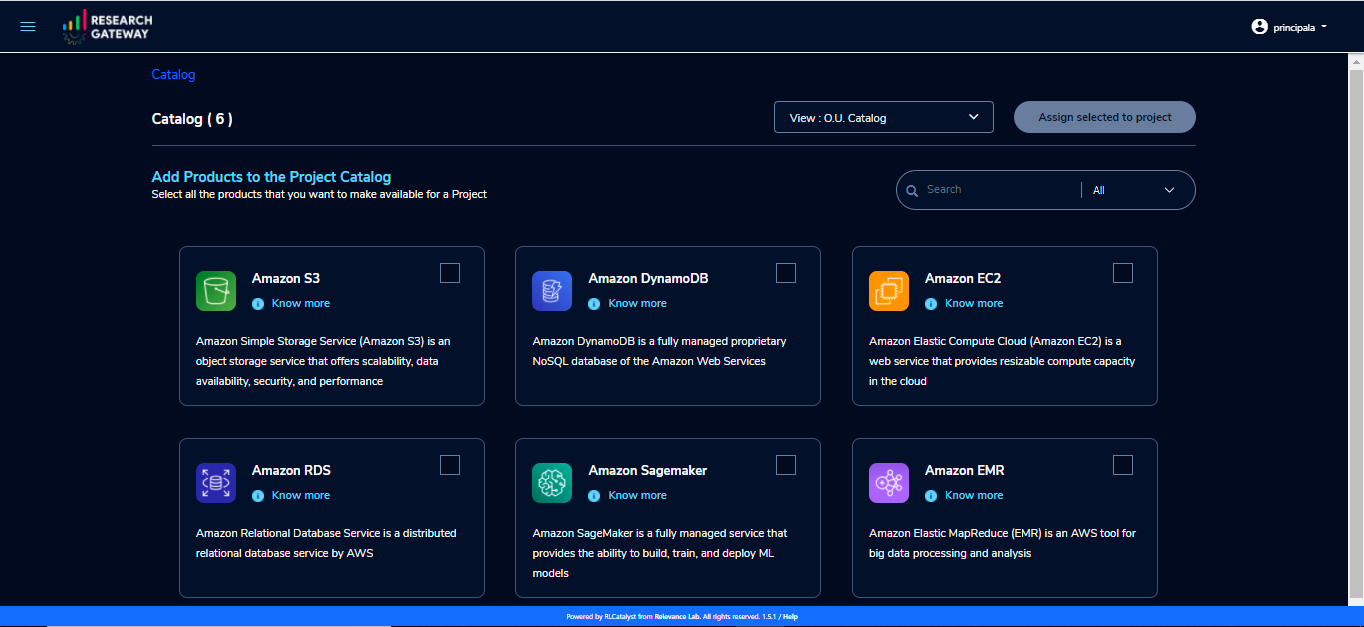 RESEARCH
GATEWAY
principala
Catalog
Catalog ( 6 )
View : O.U. Catalog
Assign selected to project
Add Products to the Project Catalog
Select all the products that you want to make available for a Project
Search
All
Amazon S3
Know more
Amazon Simple Storage Service (Amazon S3) is an
object storage service that offers scalability, data
availability, security, and performance
Amazon DynamoDB
Know more
Amazon DynamoDB is a fully managed proprietary
NoSQL database of the Amazon Web Services
Amazon EC2
Know more
Amazon Elastic Compute Cloud (Amazon EC2) is a
web service that provides resizable compute capacity
in the cloud
Amazon RDS
Know more
Amazon Relational Database Service is a distributed
relational database service by AWS
Amazon Sagemaker
Know more
Amazon SageMaker is a fully managed service that
provides the ability to build, train, and deploy ML
models
Amazon EMR
Know more
Amazon Elastic MapReduce (EMR) is an AWS tool for
big data processing and analysis
Powered by RLCatalyst from Relevance Lab. All rights reserved. 1.5.1 / Help